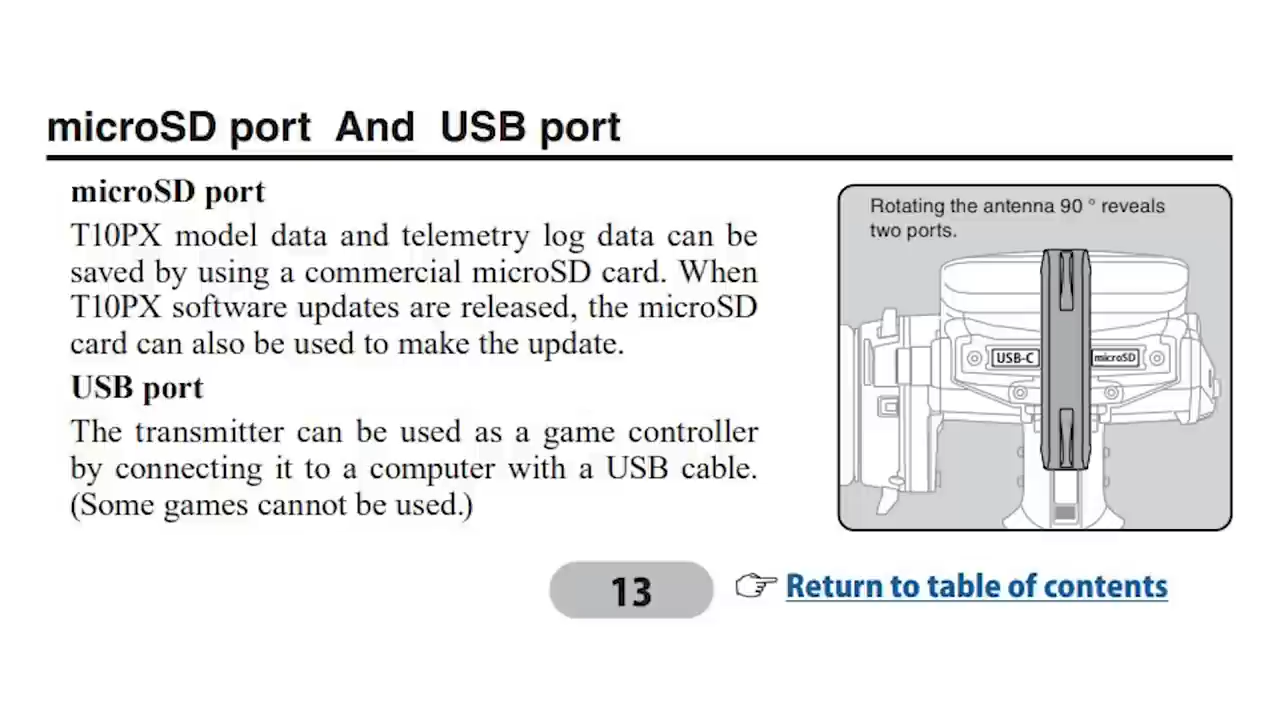 microSD port And USB port
microSD port
T10PX model data and telemetry log data can be
saved by using a commercial microSD card. When
T10PX software updates are released, the microSD
card can also be used to make the update.
USB port
The transmitter can be used as a game controller
by connecting it to a computer with a USB cable.
(Some games cannot be used.)
Rotating the antenna 90 ° reveals
two ports.
USB-C
microSD
13
Return to table of contents